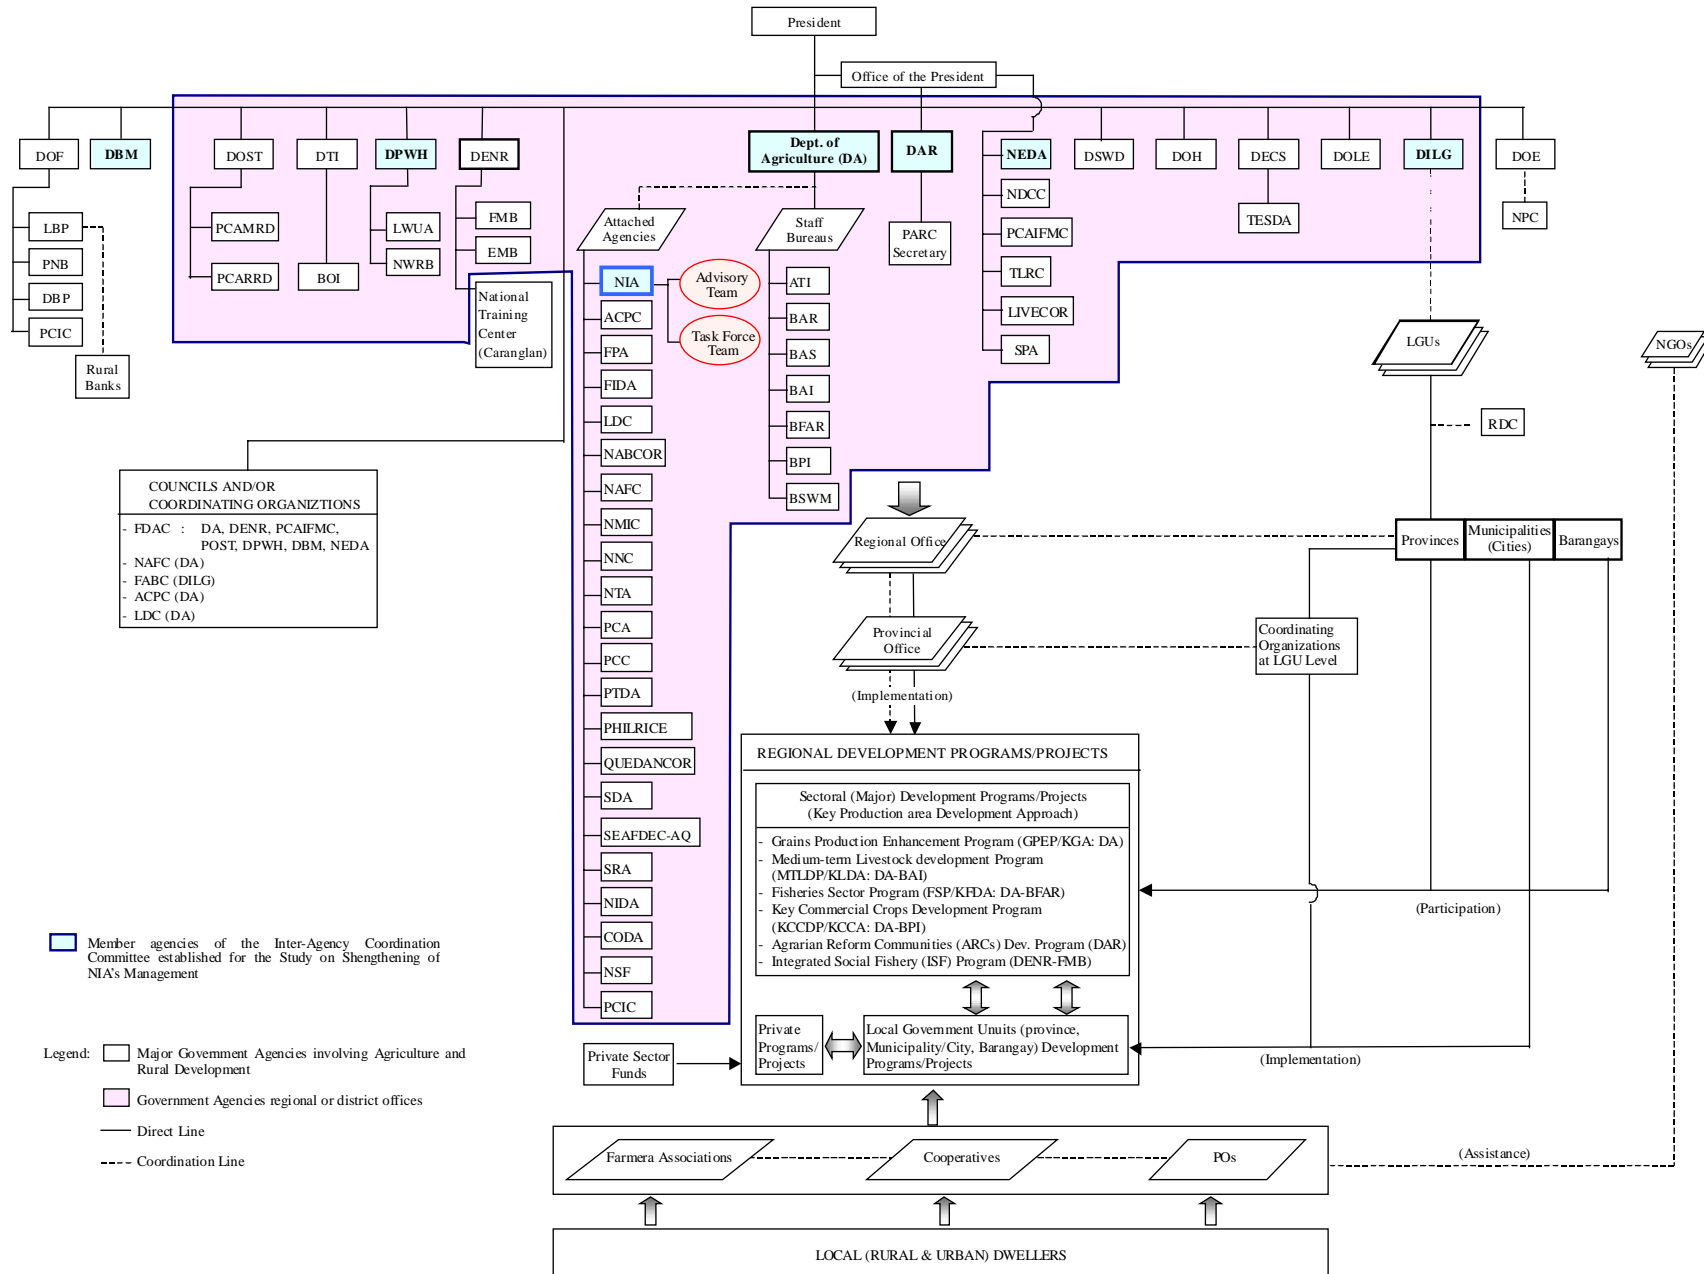 President
Office of the President
DOF
DBM
DOST
DTI
DPWH
DENR
Dept. of
Agriculture (DA)
DAR
NEDA
DSWD
DOH
DECS
DOLE
DILG
DOE
LBP
PNB
DBP
PCIC
Rural
Banks
PCAMRD
PCARRD
BOI
LWUA
NWRB
FMB
EMB
National
Training
Center
(Caranglan)
Attached
Agencies
Staff
Bureaus
PARC
Secretary
NDCC
PCAIFMC
TLRC
LIVECOR
SPA
TESDA
NPC
NIA
Advisory
Team
Task Force
Team
ACPC
FPA
FIDA
LDC
NABCOR
NAFC
NMIC
NNC
NTA
PCA
PCC
PTDA
PHILRICE
QUEDANCOR
SDA
SEAFDEC-AQ
SRA
NIDA
CODA
NSF
PCIC
ATI
BAR
BAS
BAI
BFAR
BPI
BSWM
LGUs
NGOs
RDC
COUNCILS AND/OR
COORDINATING ORGANIZTIONS
- FDAC : DA, DENR, PCAIFMC,
POST, DPWH, DBM, NEDA
- NAFC (DA)
- FABC (DILG)
- ACPC (DA)
- LDC (DA)
Regional Office
Provinces
Municipalities
(Cities)
Barangays
Provincial
Office
Coordinating
Organizations
at LGU Level
(Implementation)
REGIONAL DEVELOPMENT PROGRAMS/PROJECTS
Sectoral (Major) Development Programs/Projects
(Key Production area Development Approach)
- Grains Production Enhancement Program (GPEP/KGA: DA)
- Medium-term Livestock development Program
(MTLDP/KLDA: DA-BAI)
- Fisheries Sector Program (FSP/KFDA: DA-BFAR)
- Key Commercial Crops Development Program
(KCCDP/KCCA: DA-BPI)
- Agrarian Reform Communities (ARCs) Dev. Program (DAR)
- Integrated Social Fishery (ISF) Program (DENR-FMB)
(Participation)
Private
Programs/
Projects
Local Government Unuits (province,
Municipality/City, Barangay) Development
Programs/Projects
(Implementation)
Private Sector
Funds
Member agencies of the Inter-Agency Coordination
Committee established for the Study on Shengthening of
NIA's Management
Legend:
Major Government Agencies involving Agriculture and
Rural Development
Government Agencies regional or district offices
Direct Line
Coordination Line
Farmera Associations
Cooperatives
POs
(Assistance)
LOCAL (RURAL & URBAN) DWELLERS